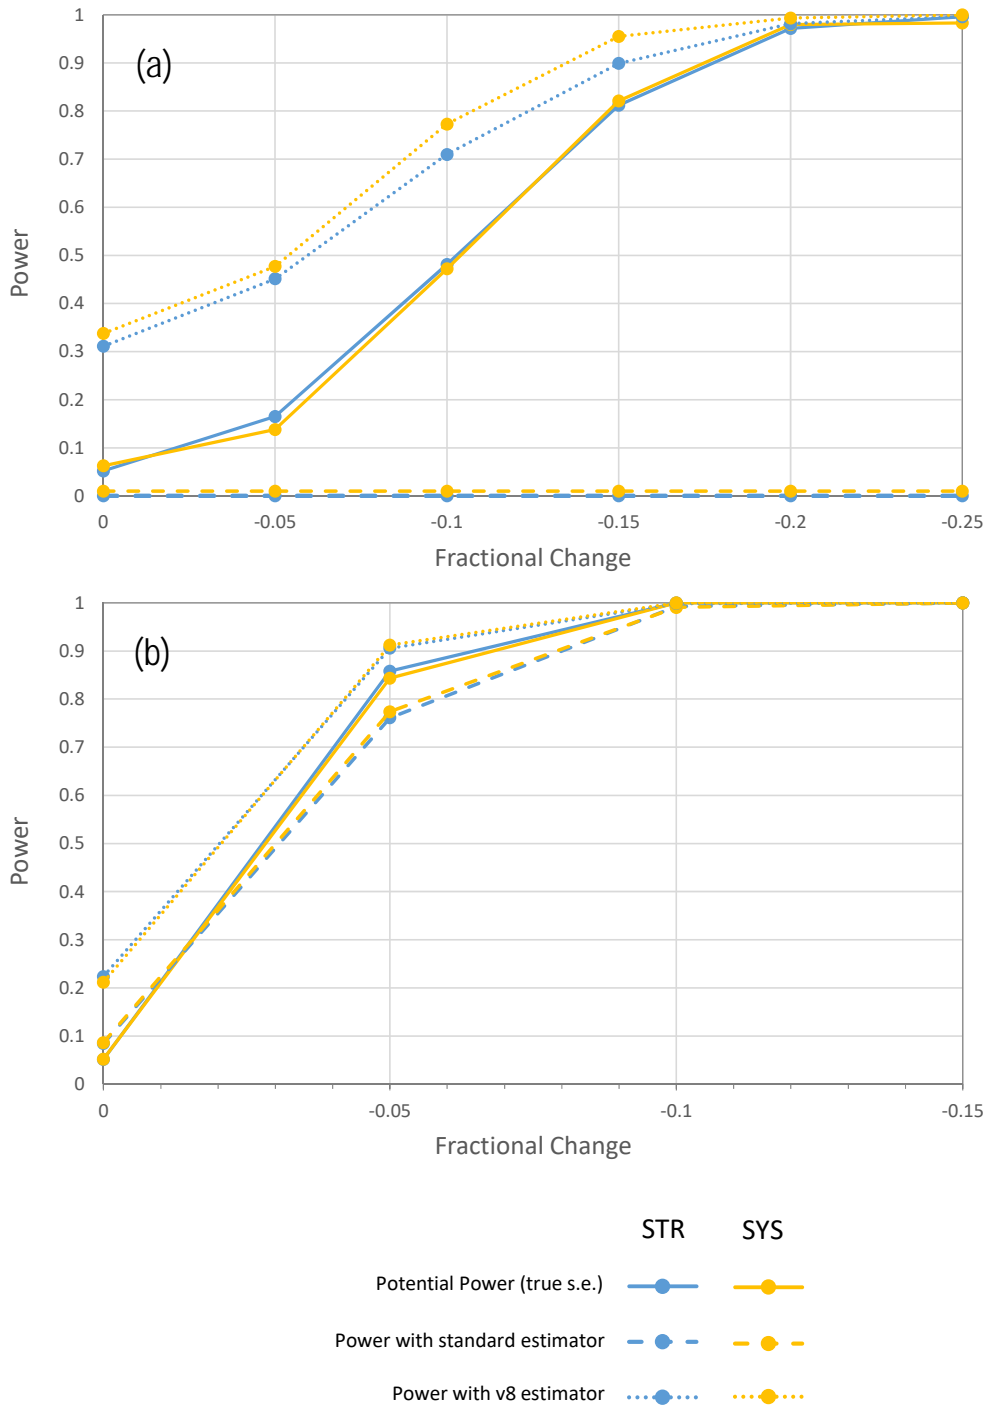 1
0.9
(a)
0.8
0.7
0.6
0.5
0.4
0.3
0.2
0.1
0
Power
0 -0.05 -0.1 -0.15 -0.2 -0.25
Fractional Change
1
0.9
(b)
0.8
0.7
0.6
0.5
0.4
0.3
0.2
0.1
0
Power
0 -0.05 -0.1 -0.15
Fractional Change
STR SYS
Potential Power (true s.e.)
Power with standard estimator
Power with v8 estimator